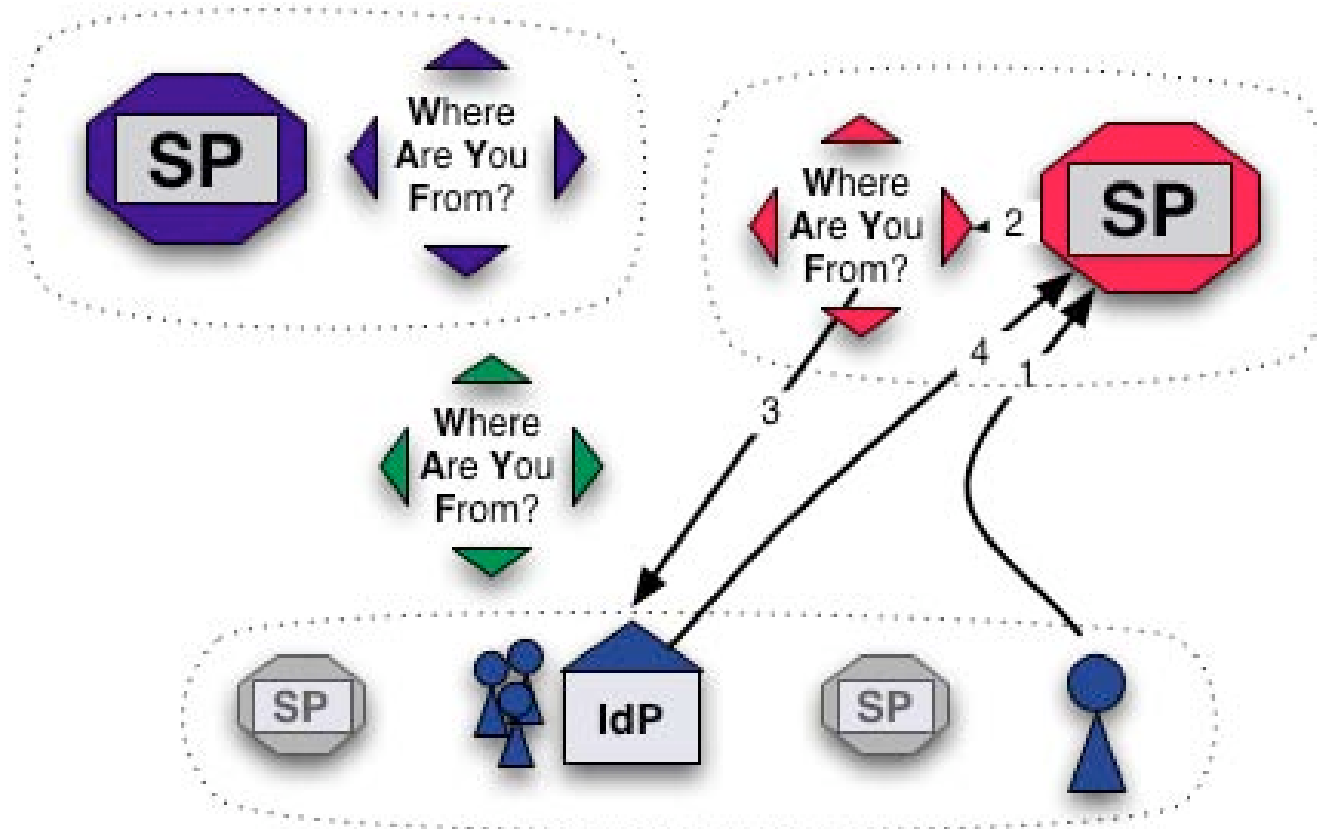 SP
Where
Are You
From?
Where
Are You
From?
2
SP
4
1
3
Where
Are You
From?
SP
IdP
SP